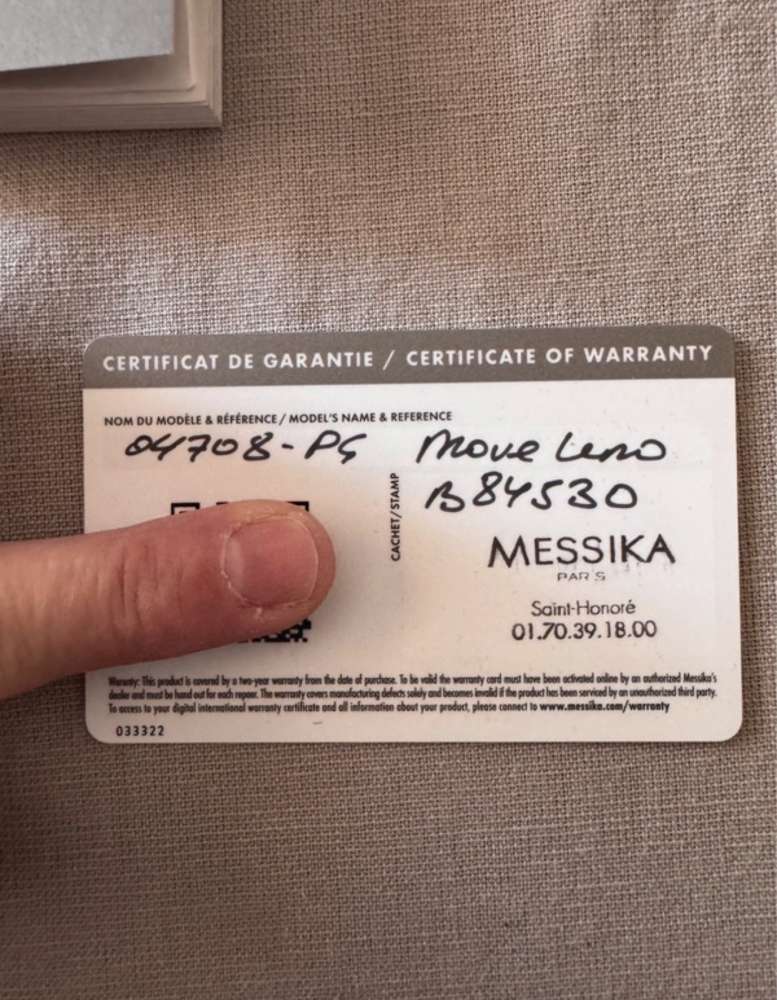 CERTIFICAT DE GARANTIE / CERTIFICATE OF WARRANTY
NOM DU MODÈLE & RÉFÉRENCE / MODEL'S NAME & REFERENCE
04708-PG Move
B84530
CACHET/STAMP
MESSIKA
PARIS
Saint-Honoré
01.70.39.18.00
Warranty: This product is covered by a two-year warranty from the date of purchase. To be valid the warranty card must have been activated online by an authorized Messika's
dealer and must be hand out for each repair. The warranty covers manufacturing defects solely and becomes invalid if the product has been serviced by an unauthorized third party.
To access to your digital international warranty certificate and all information about your product, please connect to www.messika.com/warranty
033322